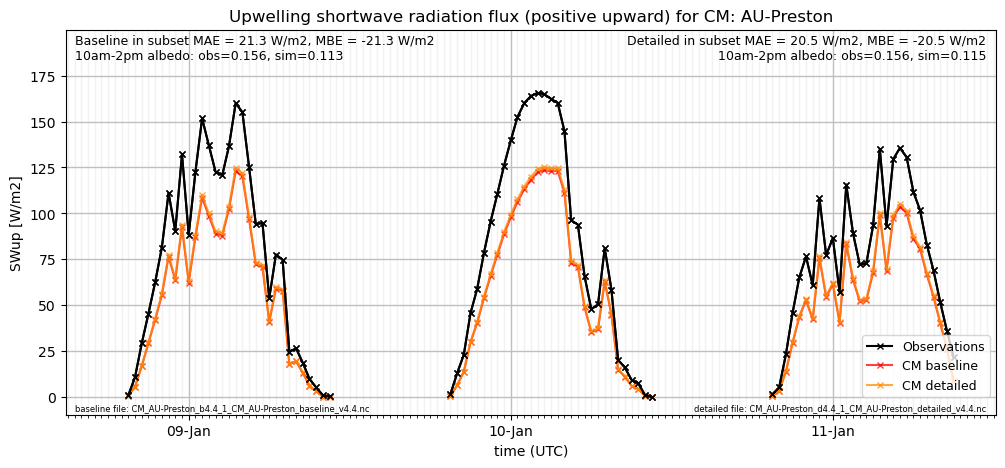 Upwelling shortwave radiation flux (positive upward) for CM: AU-Preston
Baseline in subset MAE = 21.3 W/m2, MBE = -21.3 W/m2
10am-2pm albedo: obs=0.156, sim=0.113
Detailed in subset MAE = 20.5 W/m2, MBE = -20.5 W/m2
10am-2pm albedo: obs=0.156, sim=0.115
SWup [W/m2]
175
150
125
100
75
50
25
0
Observations
CM baseline
CM detailed
baseline file: CM_AU-Preston_b4.4_1_CM_AU-Preston_baseline_v4.4.nc
detailed file: CM_AU-Preston_d4.4_1_CM_AU-Preston_detailed_v4.4.nc
09-Jan
10-Jan
11-Jan
time (UTC)